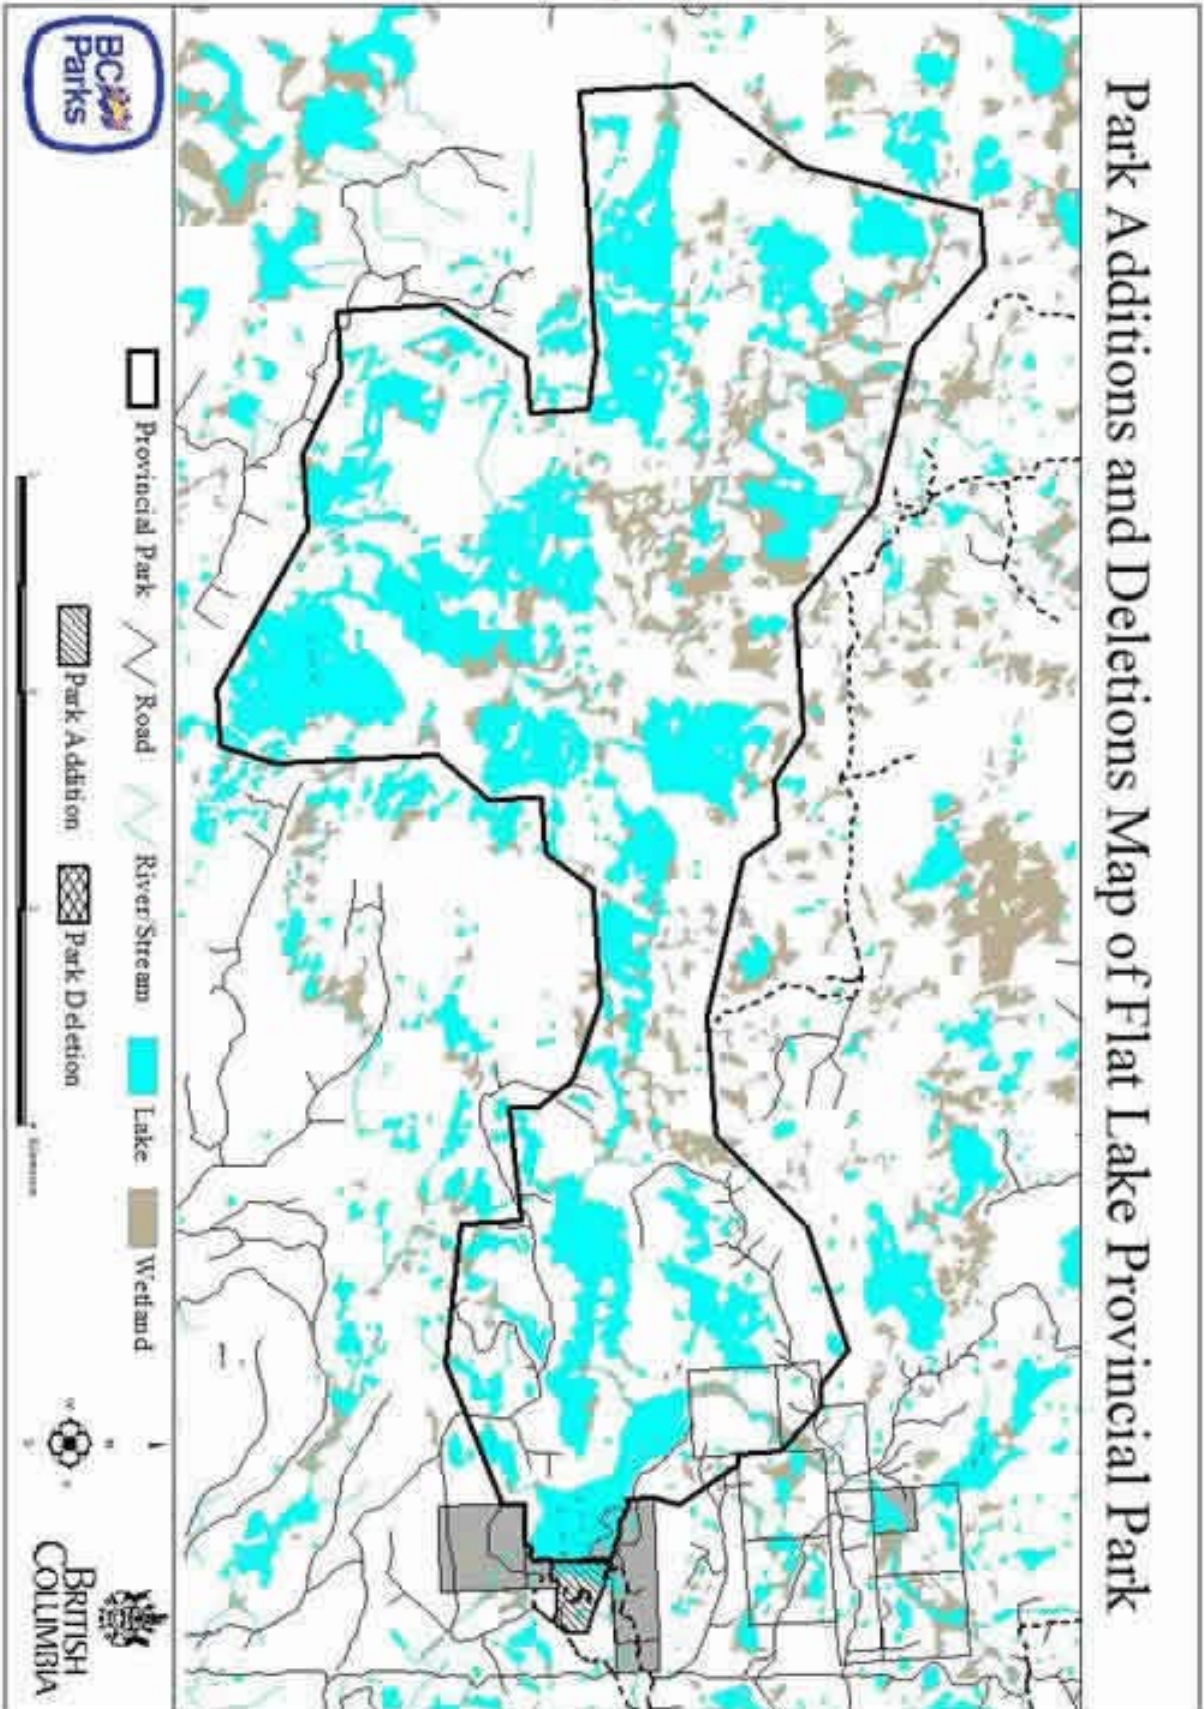 Park Additions and Deletions Map of Flat Lake Provincial Park
Provincial Park
Road
River/Stream
Lake
Wetland
Park Addition
Park Deletion
Kilometers
BC
Parks
BRITISH
COLUMBIA